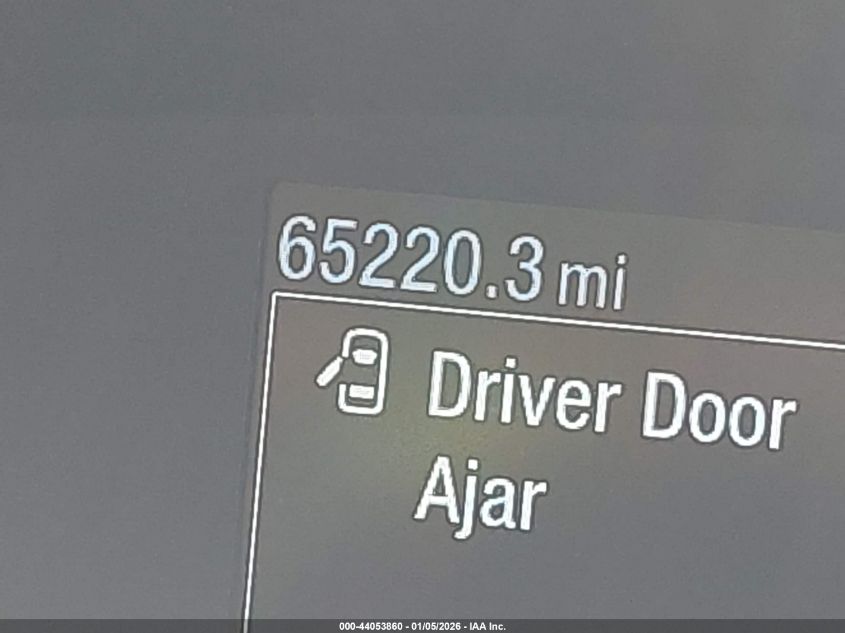 65220.3 mi
Driver Door
Ajar
000-44053860 - 01/05/2026 - IAA Inc.